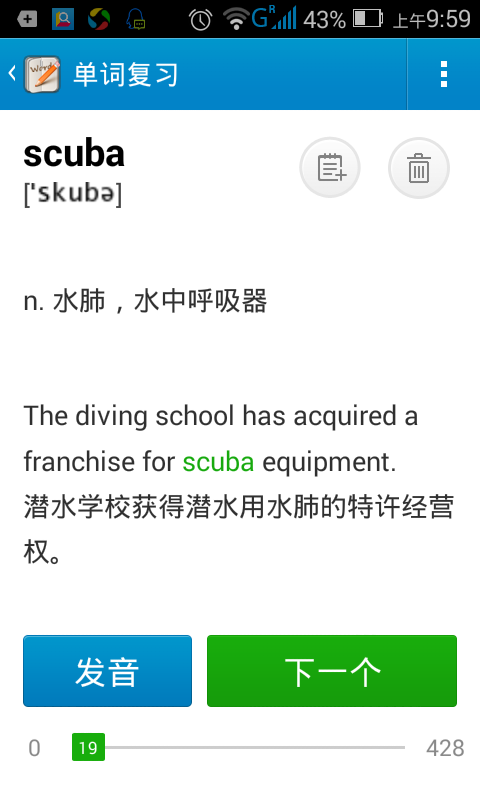 G R 43% 上午9:59
Words 单词复习
scuba
['skubə]
n. 水肺，水中呼吸器
The diving school has acquired a
franchise for scuba equipment.
潜水学校获得潜水用水肺的特许经营
权。
发音 下一个
0 19 428